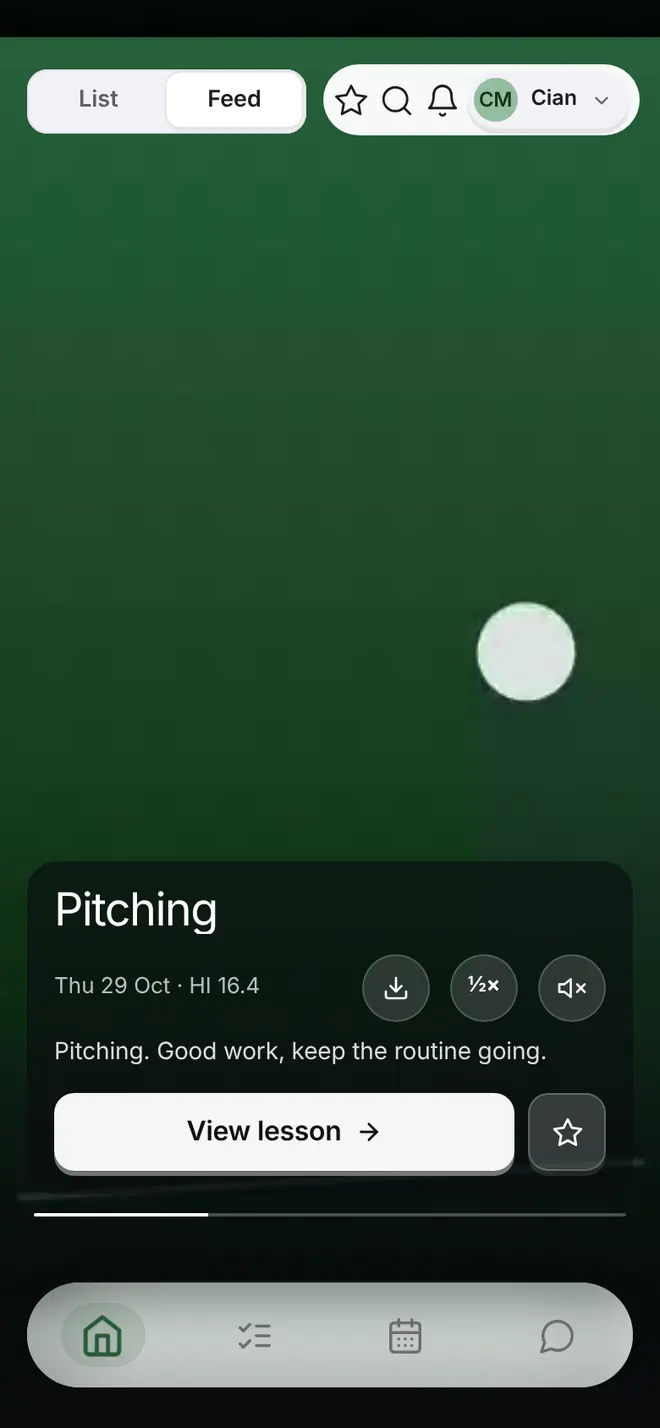 List
Feed
CM
Cian
Pitching
Thu 29 Oct · HI 16.4
½×
Pitching. Good work, keep the routine going.
View lesson →